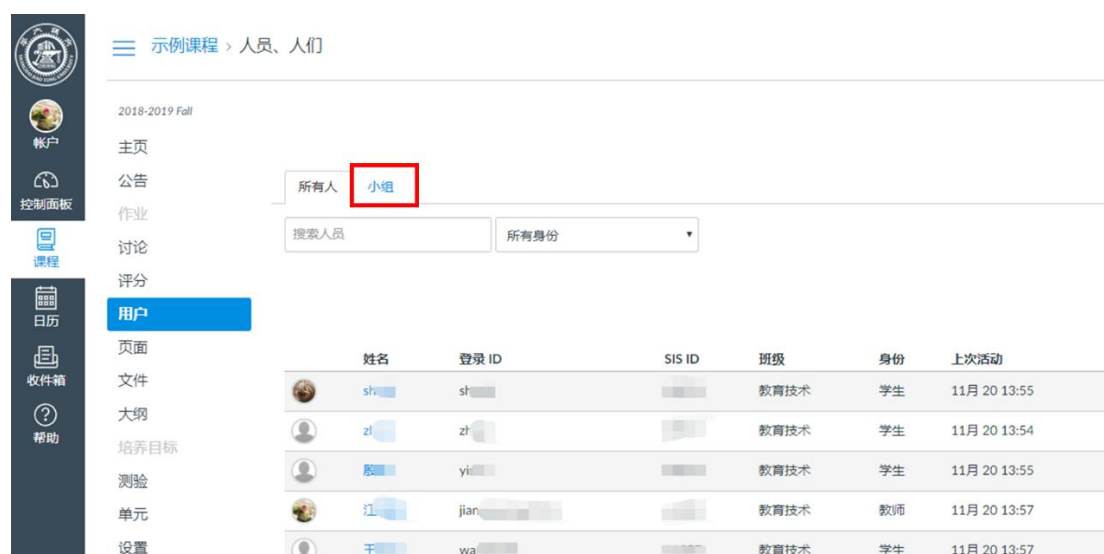 示例课程 › 人员、人们
帐户
控制面板
课程
日历
收件箱
帮助
2018-2019 Fall
主页
公告
作业
讨论
评分
用户
页面
文件
大纲
培养目标
测验
单元
设置
所有人 小组
搜索人员 所有身份
姓名 登录 ID SIS ID 班级 身份 上次活动
教育技术 学生 11月 20 13:55
教育技术 学生 11月 20 13:54
教育技术 学生 11月 20 13:55
江 jian 教育技术 教师 11月 20 13:57
王 wa 教育技术 学生 11月 20 13:57